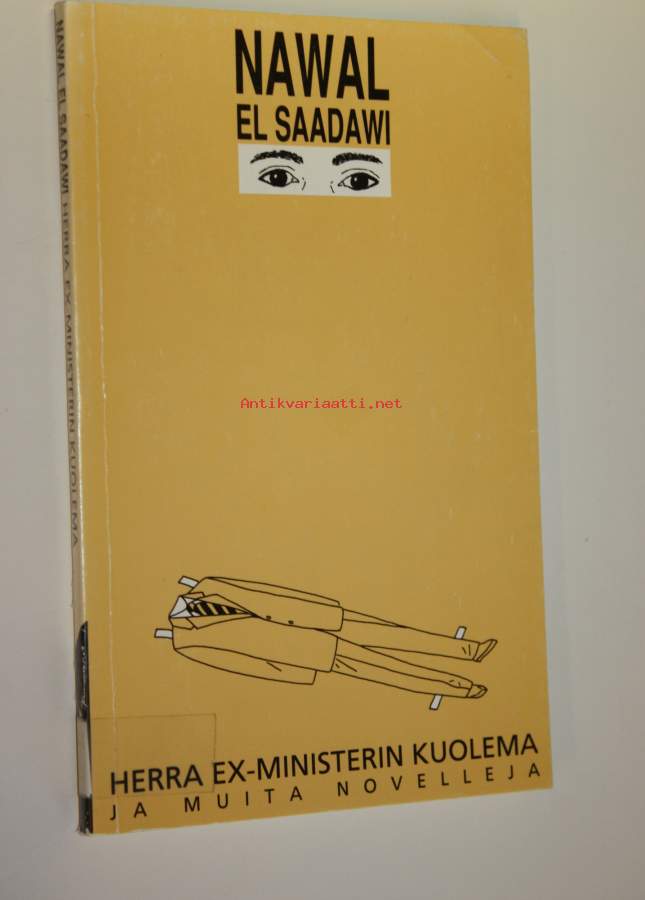 NAWAL
EL SAADAWI
Antikvariaatti.net
HERRA EX-MINISTERIN KUOLEMA
JA MUITA NOVELLEJA
NAWAL EL SAADAWI HERRA EX-MINISTERIN KUOLEMA